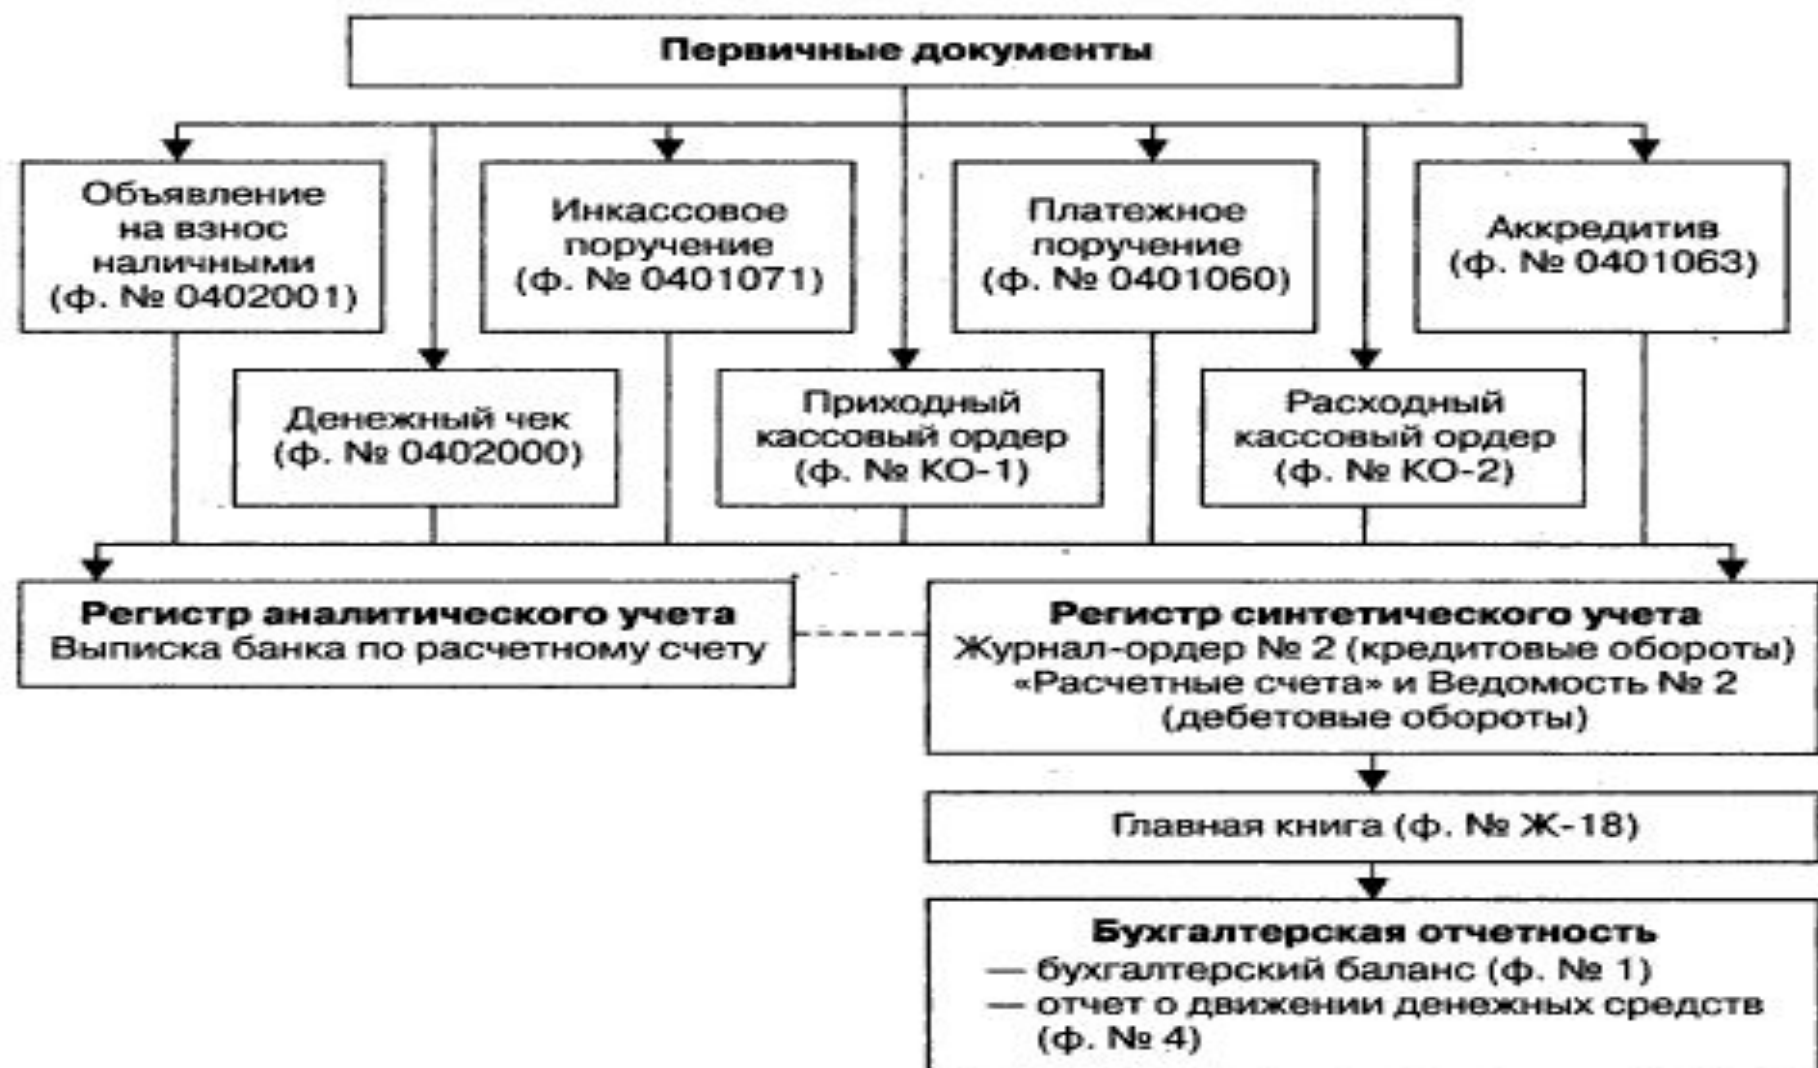 Первичные документы
Объявление
на взнос
наличными
(ф. № 0402001)
Инкассовое
поручение
(ф. № 0401071)
Платежное
поручение
(ф. № 0401060)
Аккредитив
(ф. № 0401063)
Денежный чек
(ф. № 0402000)
Приходный
кассовый ордер
(ф. № КО-1)
Расходный
кассовый ордер
(ф. № КО-2)
Регистр аналитического учета
Выписка банка по расчетному счету
Регистр синтетического учета
Журнал-ордер № 2 (кредитовые обороты)
«Расчетные счета» и Ведомость № 2
(дебетовые обороты)
Главная книга (ф. № Ж-18)
Бухгалтерская отчетность
— бухгалтерский баланс (ф. № 1)
— отчет о движении денежных средств
(ф. № 4)